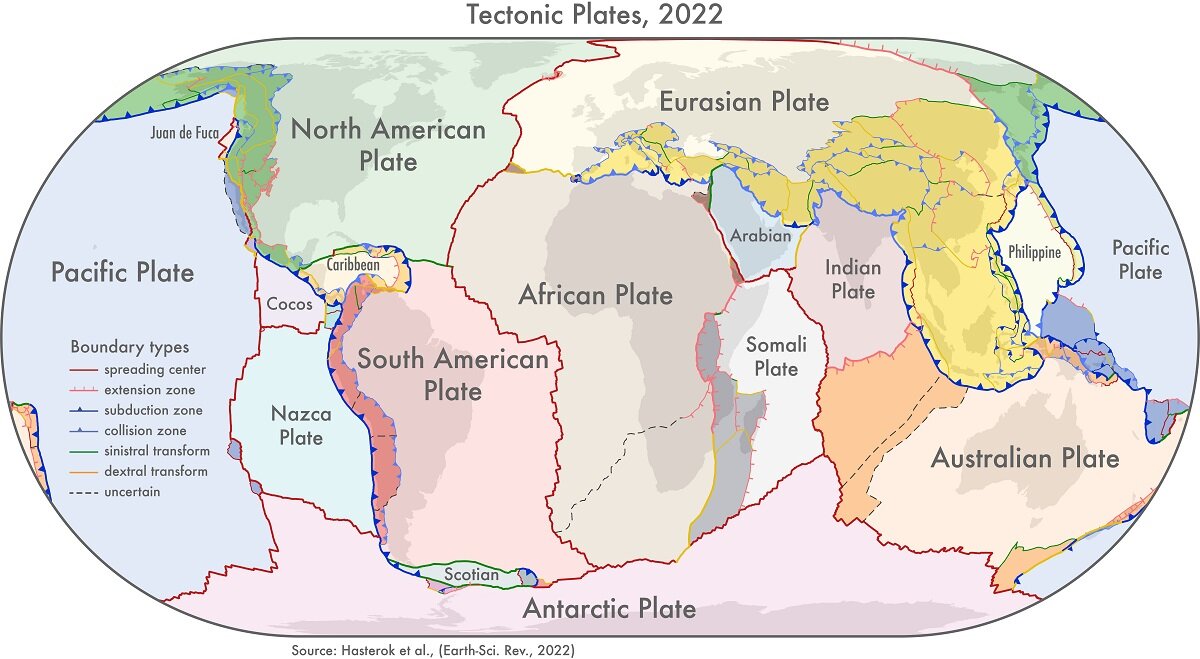 Tectonic Plates, 2022
Juan de Fuca
North American
Plate
Eurasian Plate
Pacific Plate
Caribbean
Cocos
African Plate
Arabian
Indian
Plate
Philippine
Pacific
Plate
Somali
Plate
South American
Plate
Nazca
Plate
Australian Plate
Boundary types
spreading center
extension zone
subduction zone
collision zone
sinistral transform
dextral transform
uncertain
Scotian
Antarctic Plate
Source: Hasterok et al., (Earth-Sci. Rev., 2022)